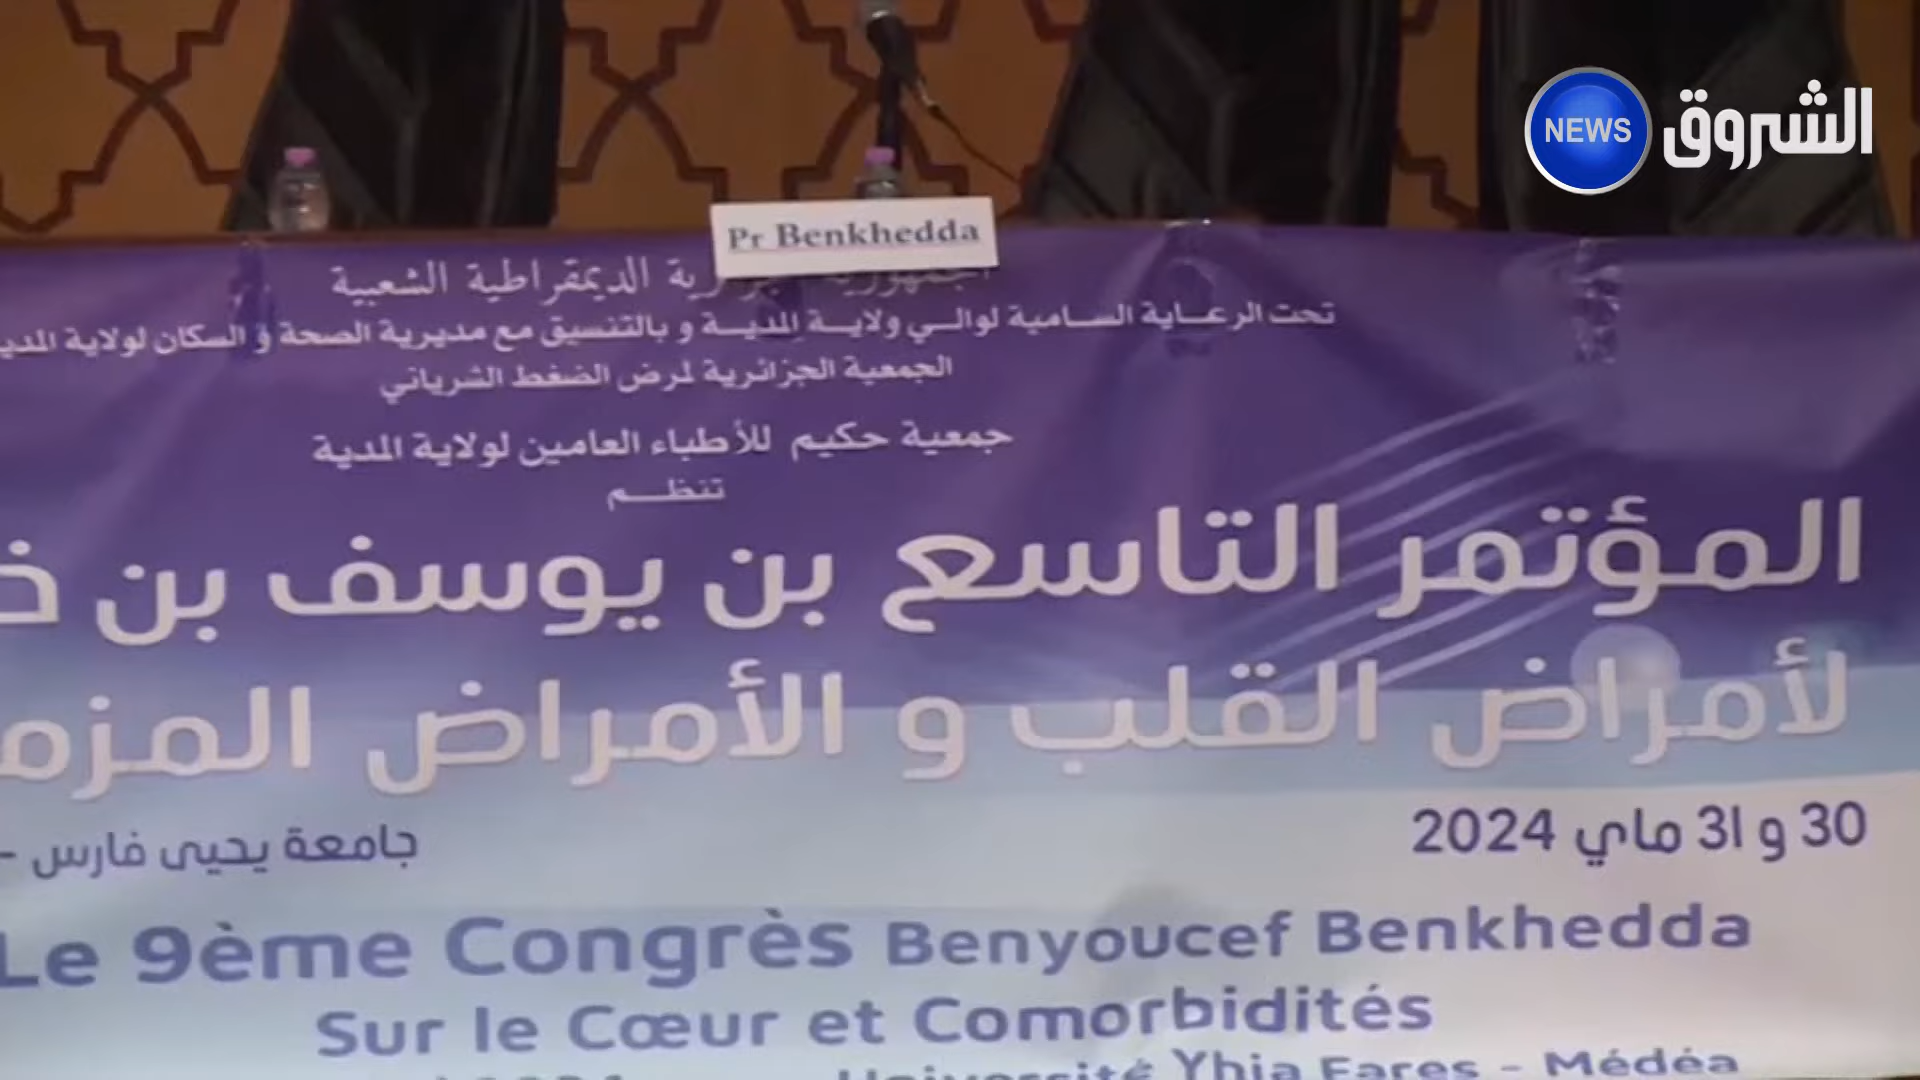 NEWS الشروق
Pr Benkhedda
الديمقراطية الشعبية
تحت الرعاية السامية لوالي ولاية المدية و بالتنسيق مع مديرية الصحة و السكان لولاية
الجمعية الجزائرية لمرض الضغط الشرياني
جمعية حكيم للأطباء العامين لولاية المدية
تنظم
المؤتمر التاسع بن يوسف بن
لأمراض القلب و الأمراض
30 و 31 ماي 2024
جامعة يحيى فارس -
Le 9ème Congrès Benyoucef Benkhedda
Sur le Cœur et Comorbidités
Université Yhia Fares - Médéa